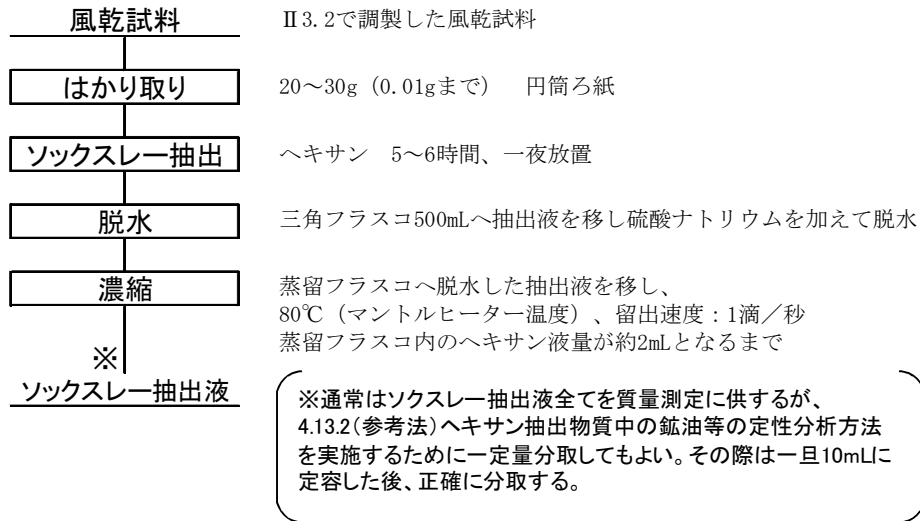 風乾試料 Ⅱ3.2で調製した風乾試料
はかり取り 20～30g（0.01gまで） 円筒ろ紙
ソックスレー抽出 ヘキサン 5～6時間、一夜放置
脱水 三角フラスコ500mLへ抽出液を移し硫酸ナトリウムを加えて脱水
濃縮 蒸留フラスコへ脱水した抽出液を移し、
80℃（マントルヒーター温度）、留出速度：1滴／秒
蒸留フラスコ内のヘキサン液量が約2mLとなるまで
※
ソックスレー抽出液
※通常はソクスレー抽出液全てを質量測定に供するが、
4.13.2（参考法）ヘキサン抽出物質中の鉱油等の定性分析方法
を実施するために一定量分取してもよい。その際は一旦10mLに
定容した後、正確に分取する。